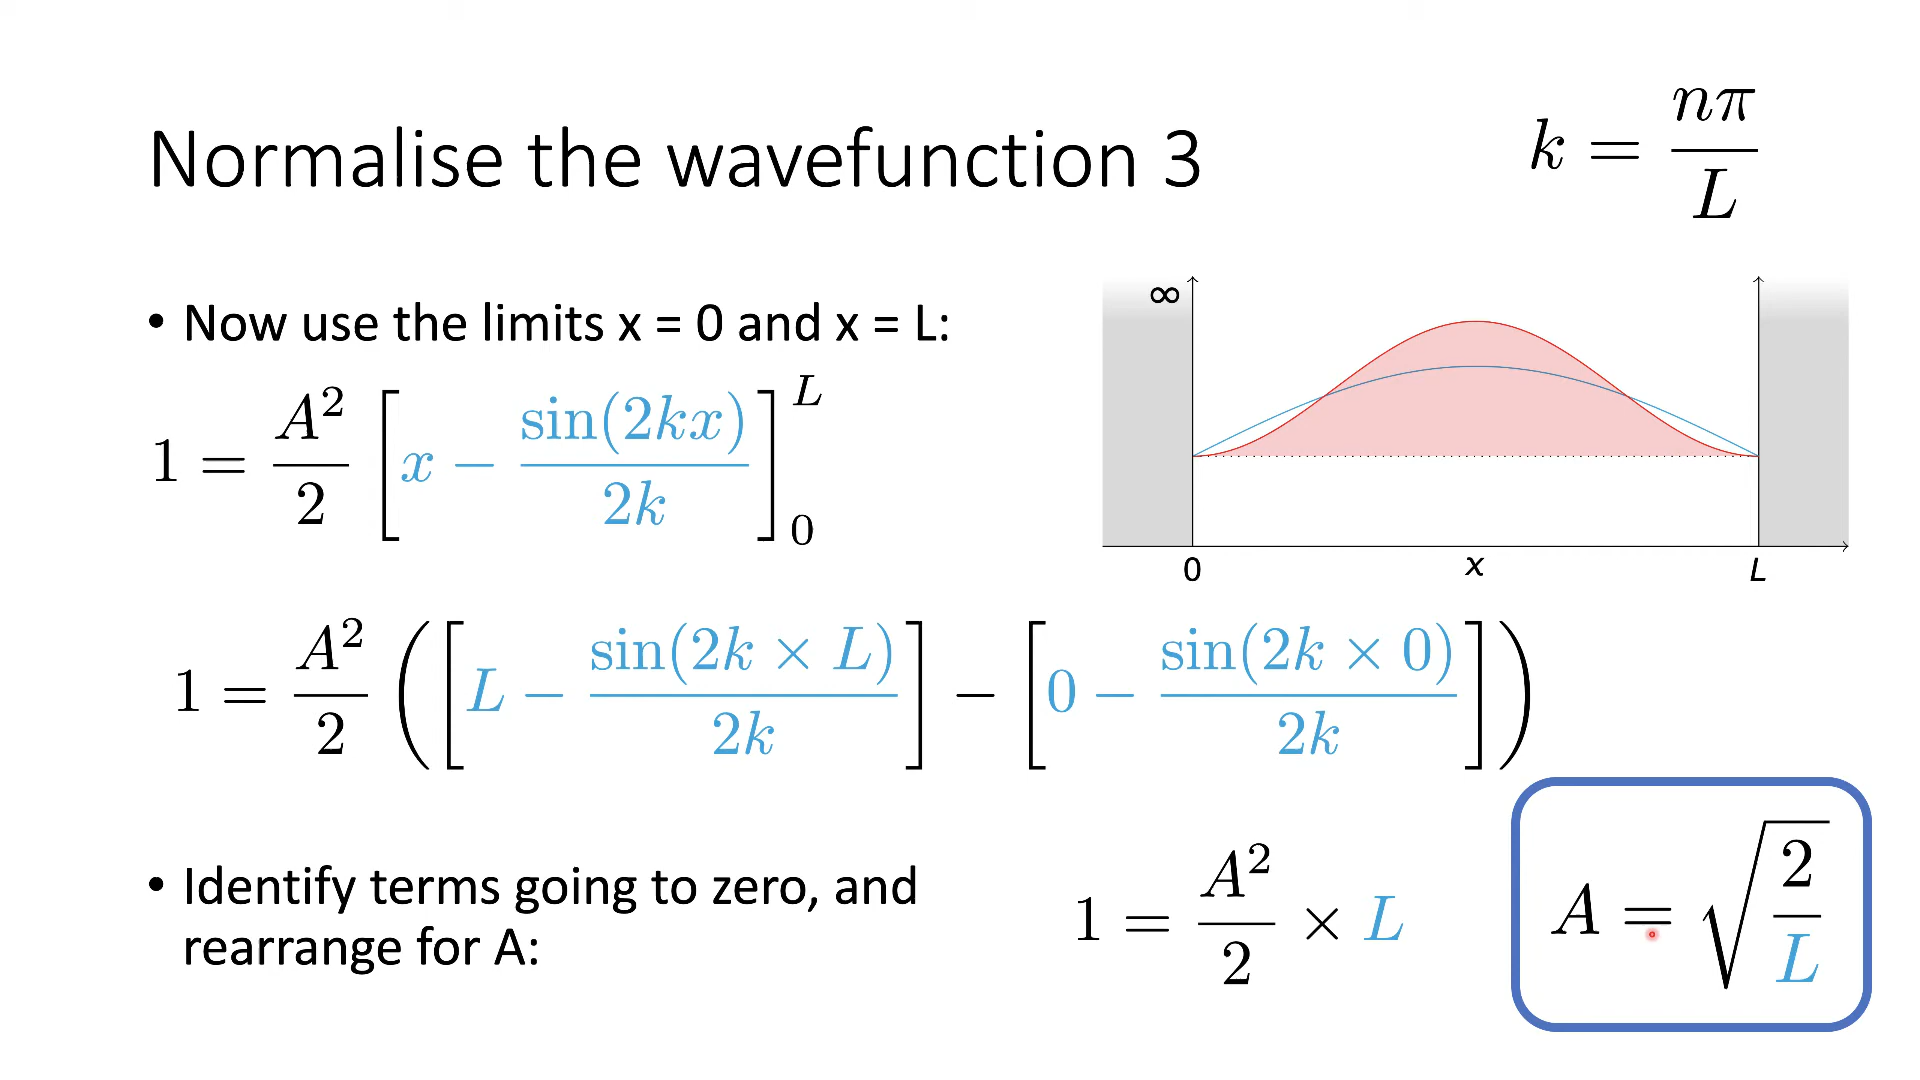 Normalise the wavefunction 3
k = nπ/L
• Now use the limits x = 0 and x = L:
1 = A²/2 [x − sin(2kx)/2k]₀ᴸ
∞
0 x L
1 = A²/2 ([L − sin(2k × L)/2k] − [0 − sin(2k × 0)/2k])
• Identify terms going to zero, and
rearrange for A:
1 = A²/2 × L
A = √(2/L)